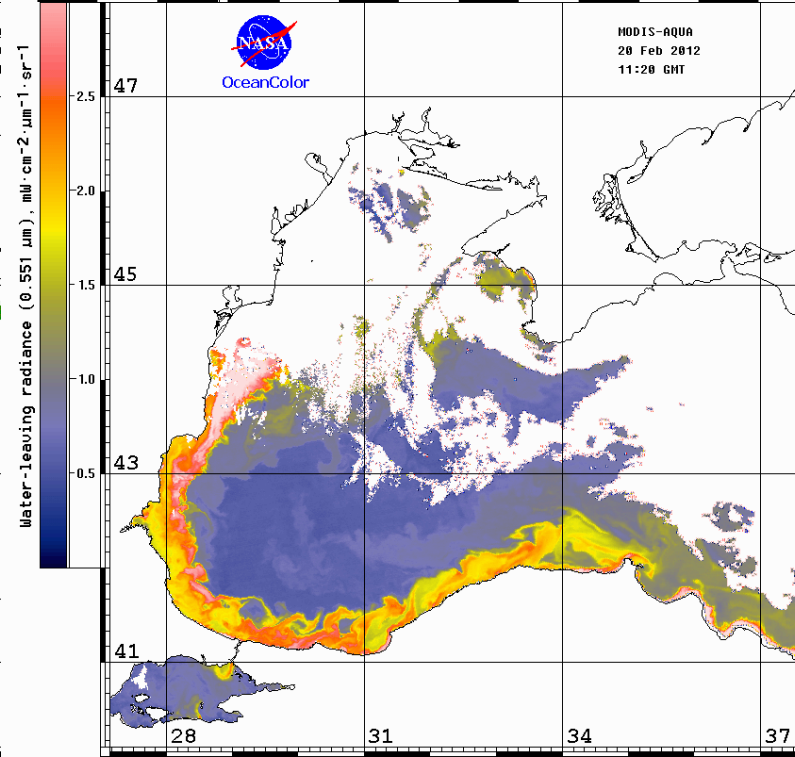 NASA
OceanColor
MODIS-AQUA
20 Feb 2012
11:20 GMT
Water-leaving radiance (0.551 μm), mW·cm-2·μm-1·sr-1
2.5
2.0
1.5
1.0
0.5
47
45
43
41
28
31
34
37